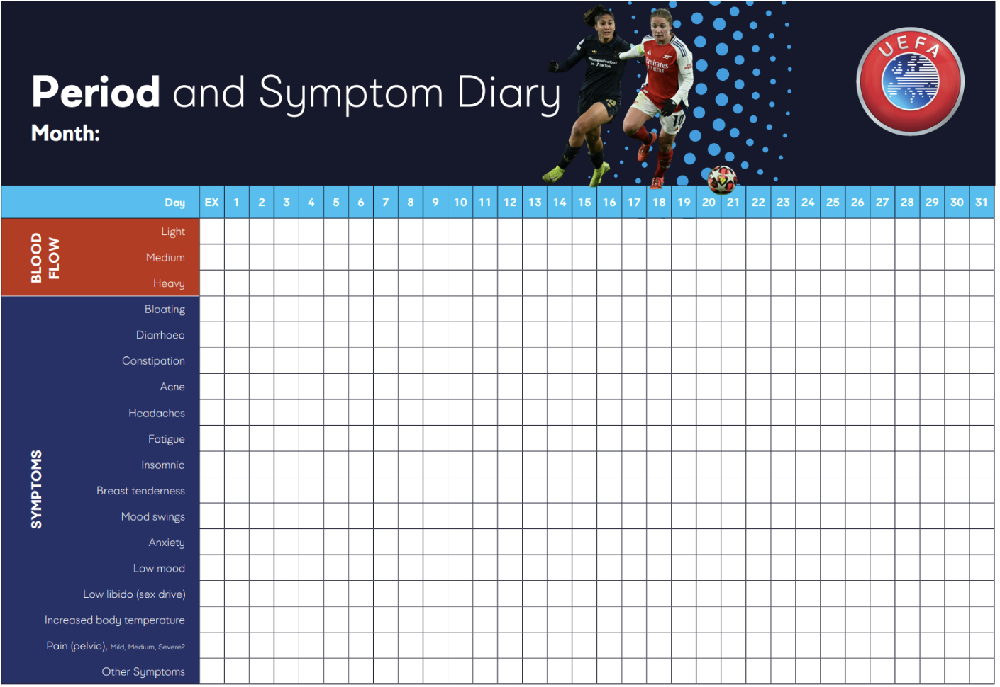 UEFA
#WomensFootball
on TikTok
Emirates
FLY BETTER
10
Period and Symptom Diary
Month:
Day EX 1 2 3 4 5 6 7 8 9 10 11 12 13 14 15 16 17 18 19 20 21 22 23 24 25 26 27 28 29 30 31
BLOOD
FLOW
Light
Medium
Heavy
SYMPTOMS
Bloating
Diarrhoea
Constipation
Acne
Headaches
Fatigue
Insomnia
Breast tenderness
Mood swings
Anxiety
Low mood
Low libido (sex drive)
Increased body temperature
Pain (pelvic), Mild, Medium, Severe?
Other Symptoms